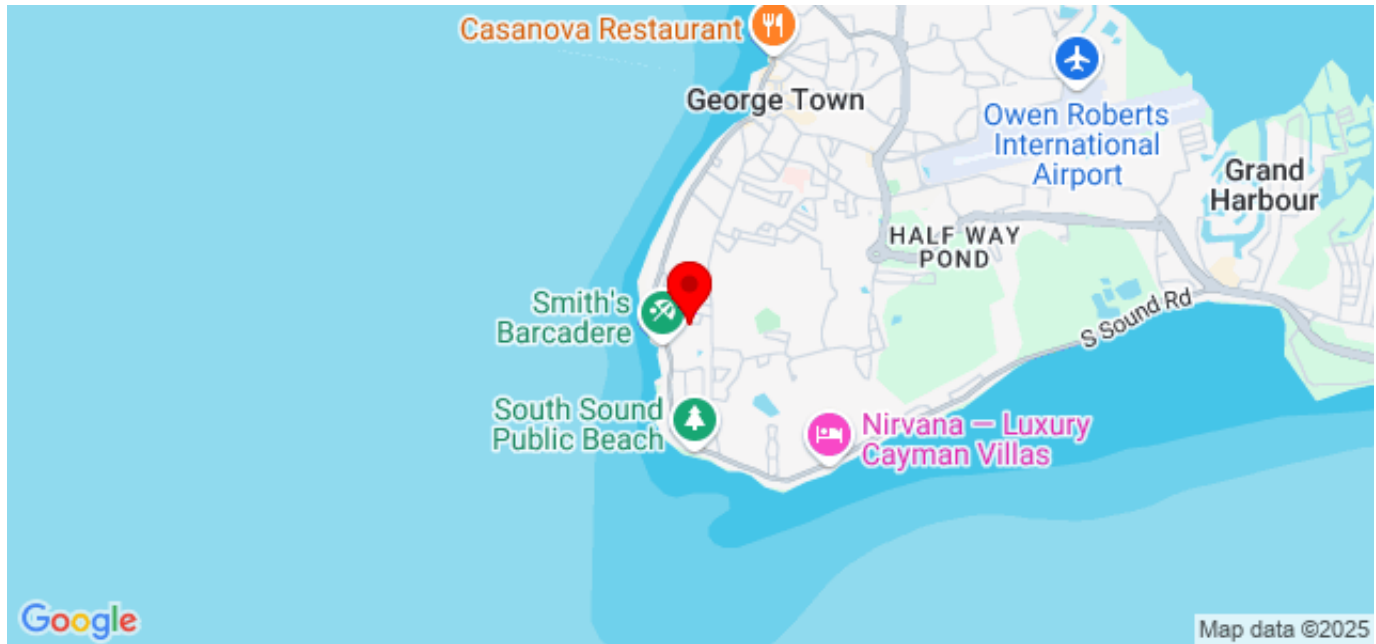 Casanova Restaurant
George Town
Owen Roberts
International
Airport
Grand
Harbour
HALF WAY
POND
Smith's
Barcadere
S Sound Rd
South Sound
Public Beach
Nirvana — Luxury
Cayman Villas
Google
Map data ©2025